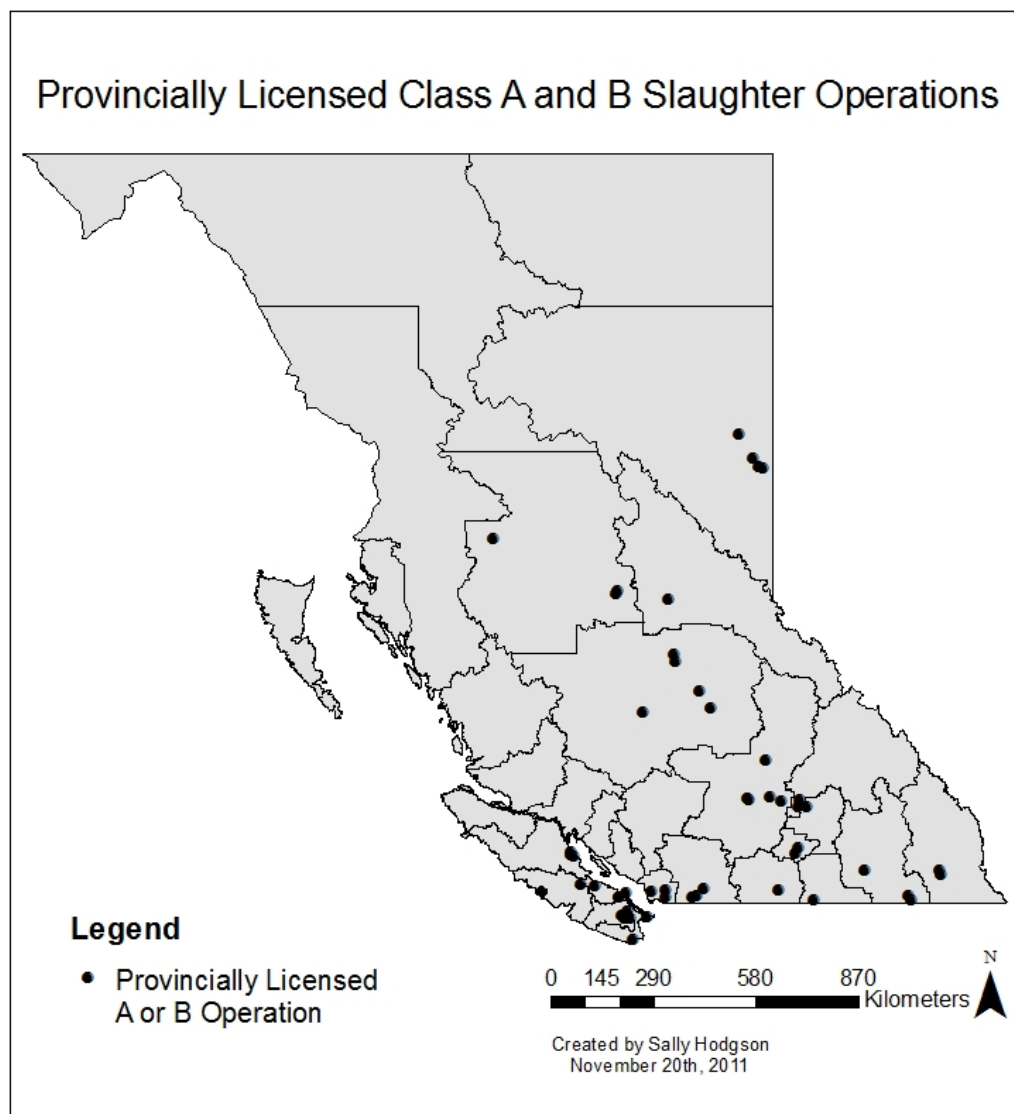 Provincially Licensed Class A and B Slaughter Operations
Legend
Provincially Licensed
A or B Operation
0 145 290 580 870
Kilometers
N
Created by Sally Hodgson
November 20th, 2011